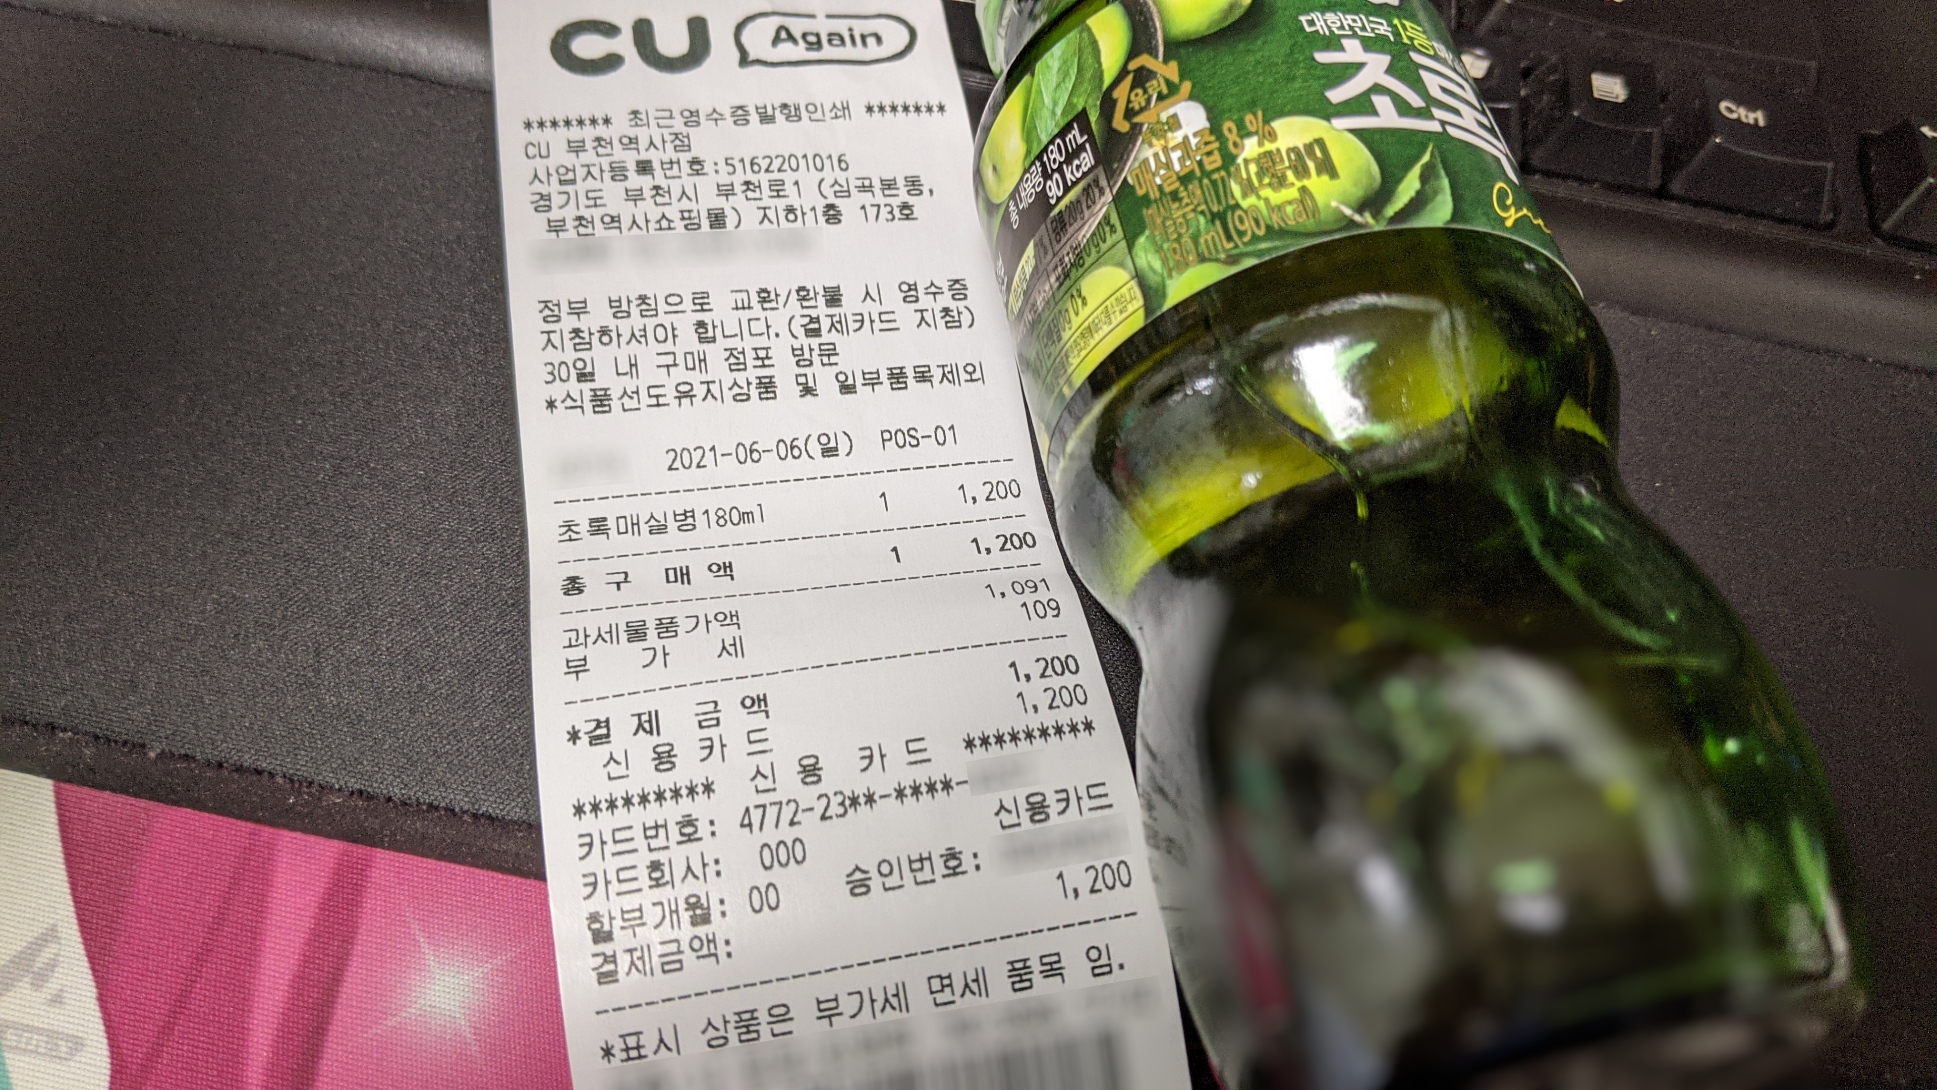 CU Again
******* 최근영수증발행인쇄 *******
CU 부천역사점
사업자등록번호:5162201016
경기도 부천시 부천로1 (심곡본동,
부천역사쇼핑몰) 지하1층 173호
정부 방침으로 교환/환불 시 영수증
지참하셔야 합니다.(결제카드 지참)
30일 내 구매 점포 방문
*식품선도유지상품 및 일부품목제외
2021-06-06(일) POS-01
초록매실병180ml 1 1,200
총 구 매 액 1 1,200
과세물품가액 1,091
부 가 세 109
*결 제 금 액 1,200
신 용 카 드 1,200
********* 신 용 카 드 *********
카드번호: 4772-23**-****-
카드회사: 000 신용카드
할부개월: 00 승인번호:
결제금액: 1,200
*표시 상품은 부가세 면세 품목 임.
대한민국 1등
초록
유리
매실과즙 8 %
180 mL(90 kcal)
총 내용량 180 mL
90 kcal
Ctrl